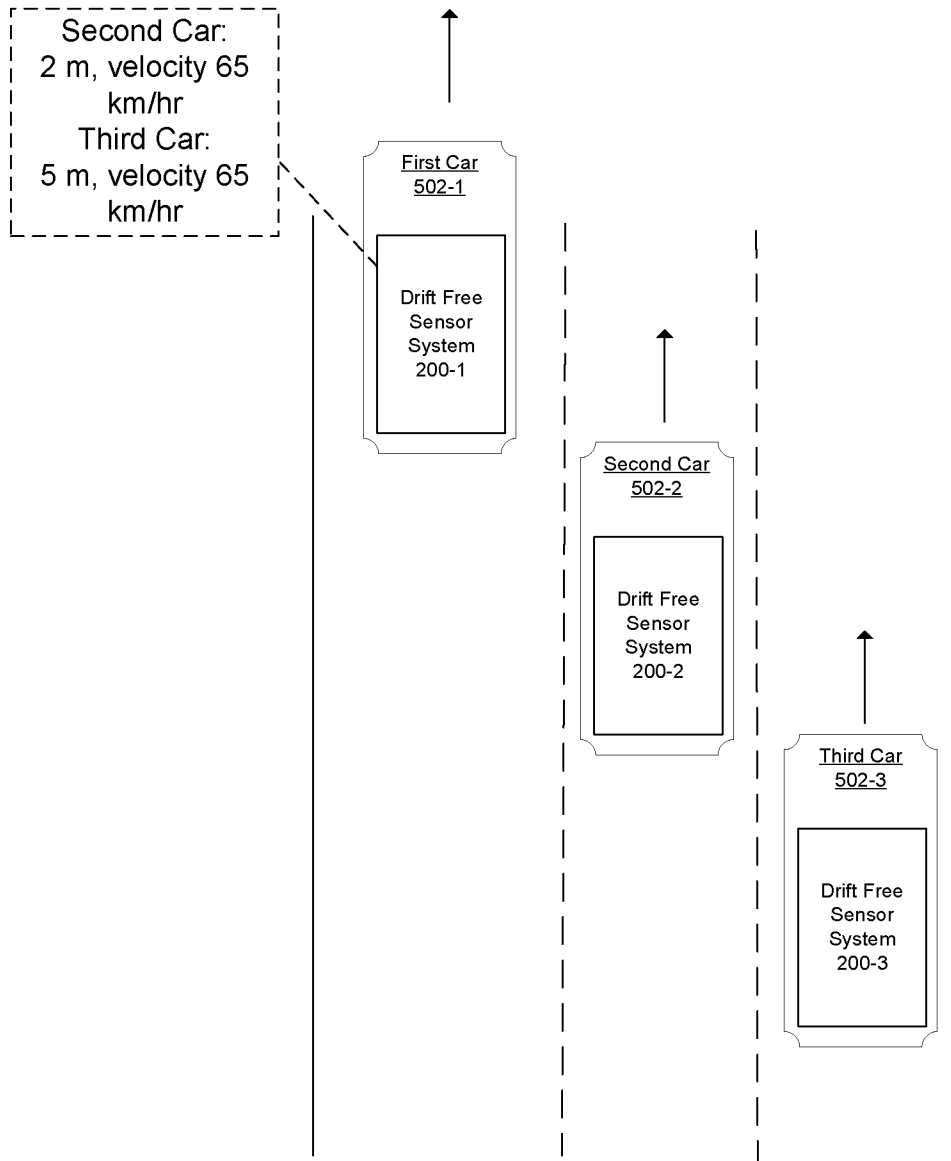 Second Car:
2 m, velocity 65
km/hr
Third Car:
5 m, velocity 65
km/hr
First Car
502-1
Drift Free
Sensor
System
200-1
Second Car
502-2
Drift Free
Sensor
System
200-2
Third Car
502-3
Drift Free
Sensor
System
200-3